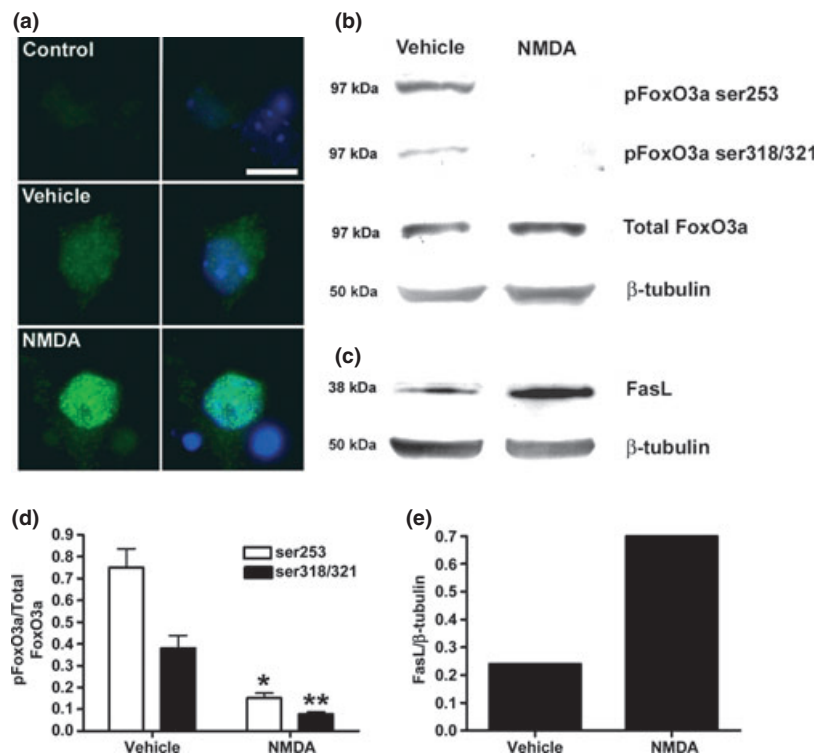 (a)
Control
Vehicle
NMDA
(b)
Vehicle NMDA
97 kDa pFoxO3a ser253
97 kDa pFoxO3a ser318/321
97 kDa Total FoxO3a
50 kDa β-tubulin
(c)
38 kDa FasL
50 kDa β-tubulin
(d)
pFoxO3a/Total
FoxO3a
0.9
0.8
0.7
0.6
0.5
0.4
0.3
0.2
0.1
0.0
ser253
ser318/321
* **
Vehicle NMDA
(e)
FasL/β-tubulin
0.7
0.6
0.5
0.4
0.3
0.2
0.1
0.0
Vehicle NMDA